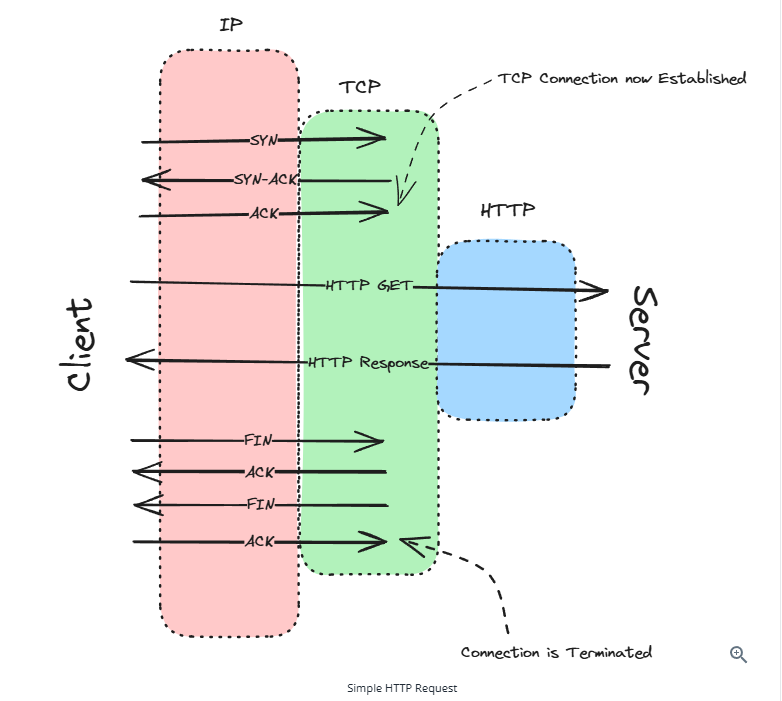 IP
TCP
TCP Connection now Established
SYN
SYN-ACK
ACK
HTTP
HTTP GET
Client
Server
HTTP Response
FIN
ACK
FIN
ACK
Connection is Terminated
Simple HTTP Request